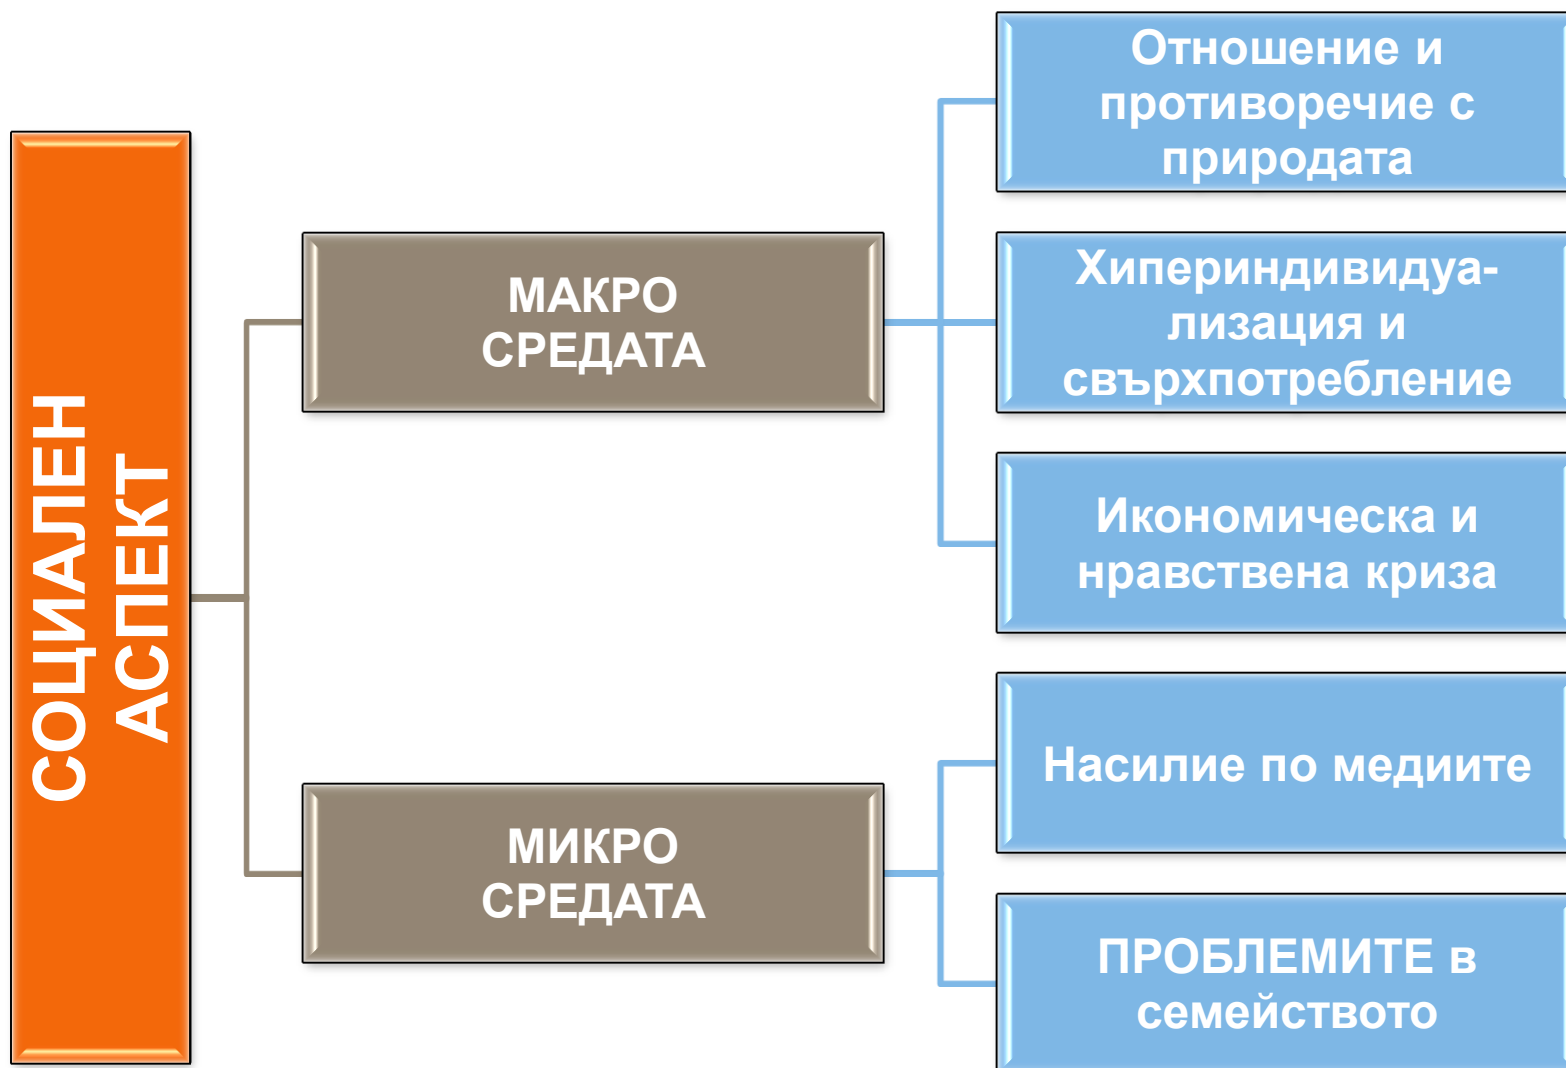 СОЦИАЛЕН
АСПЕКТ
МАКРО
СРЕДАТА
Отношение и
противоречие с
природата
Хипериндивидуа-
лизация и
свърхпотребление
Икономическа и
нравствена криза
МИКРО
СРЕДАТА
Насилие по медиите
ПРОБЛЕМИТЕ в
семейството